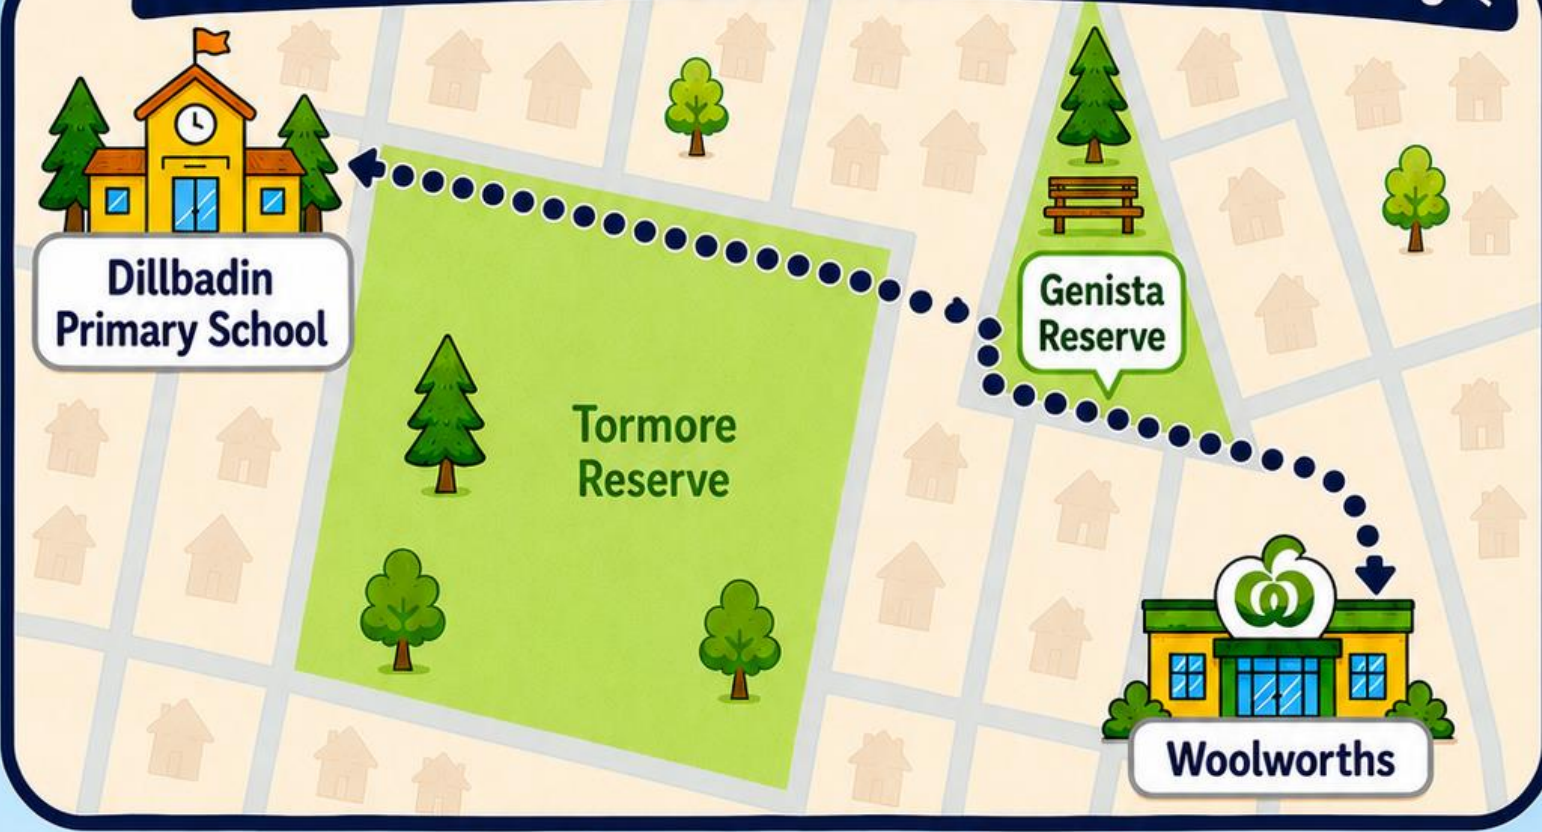 Dillbadin
Primary School
Genista
Reserve
Tormore
Reserve
Woolworths